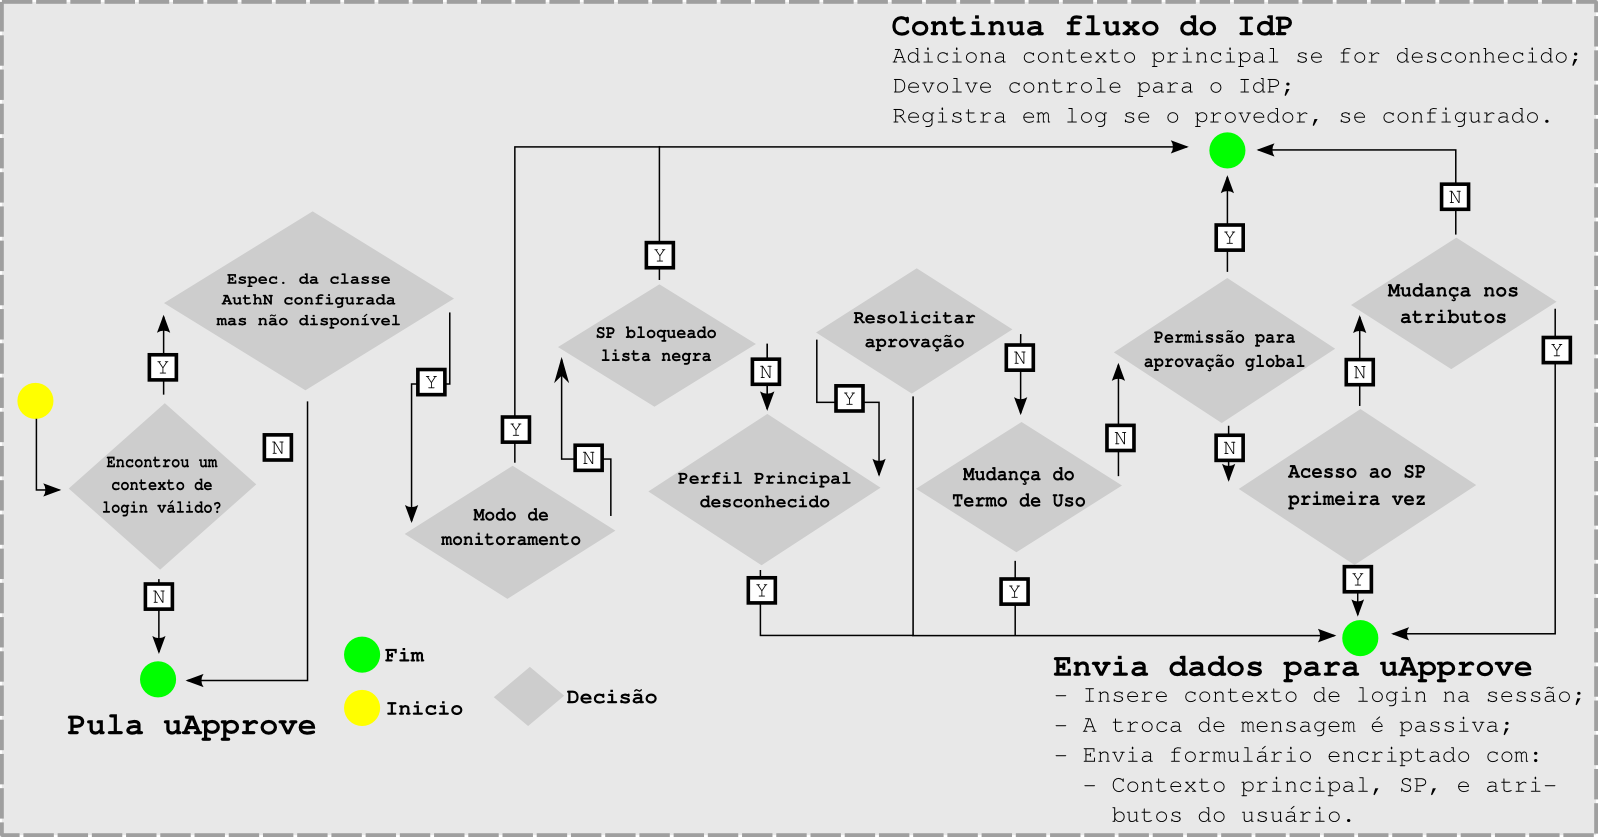 Continua fluxo do IdP
Adiciona contexto principal se for desconhecido;
Devolve controle para o IdP;
Registra em log se o provedor, se configurado.
Espec. da classe
AuthN configurada
mas não disponível
Y
N
Encontrou um
contexto de
login válido?
N
Pula uApprove
Y
Modo de
monitoramento
Y
N
SP bloqueado
lista negra
Y
N
Perfil Principal
desconhecido
Y
Resolicitar
aprovação
Y
N
Mudança do
Termo de Uso
Y
N
Permissão para
aprovação global
Y
N
Acesso ao SP
primeira vez
N
Y
Mudança nos
atributos
N
Y
Fim
Inicio
Decisão
Envia dados para uApprove
- Insere contexto de login na sessão;
- A troca de mensagem é passiva;
- Envia formulário encriptado com:
- Contexto principal, SP, e atri-
butos do usuário.